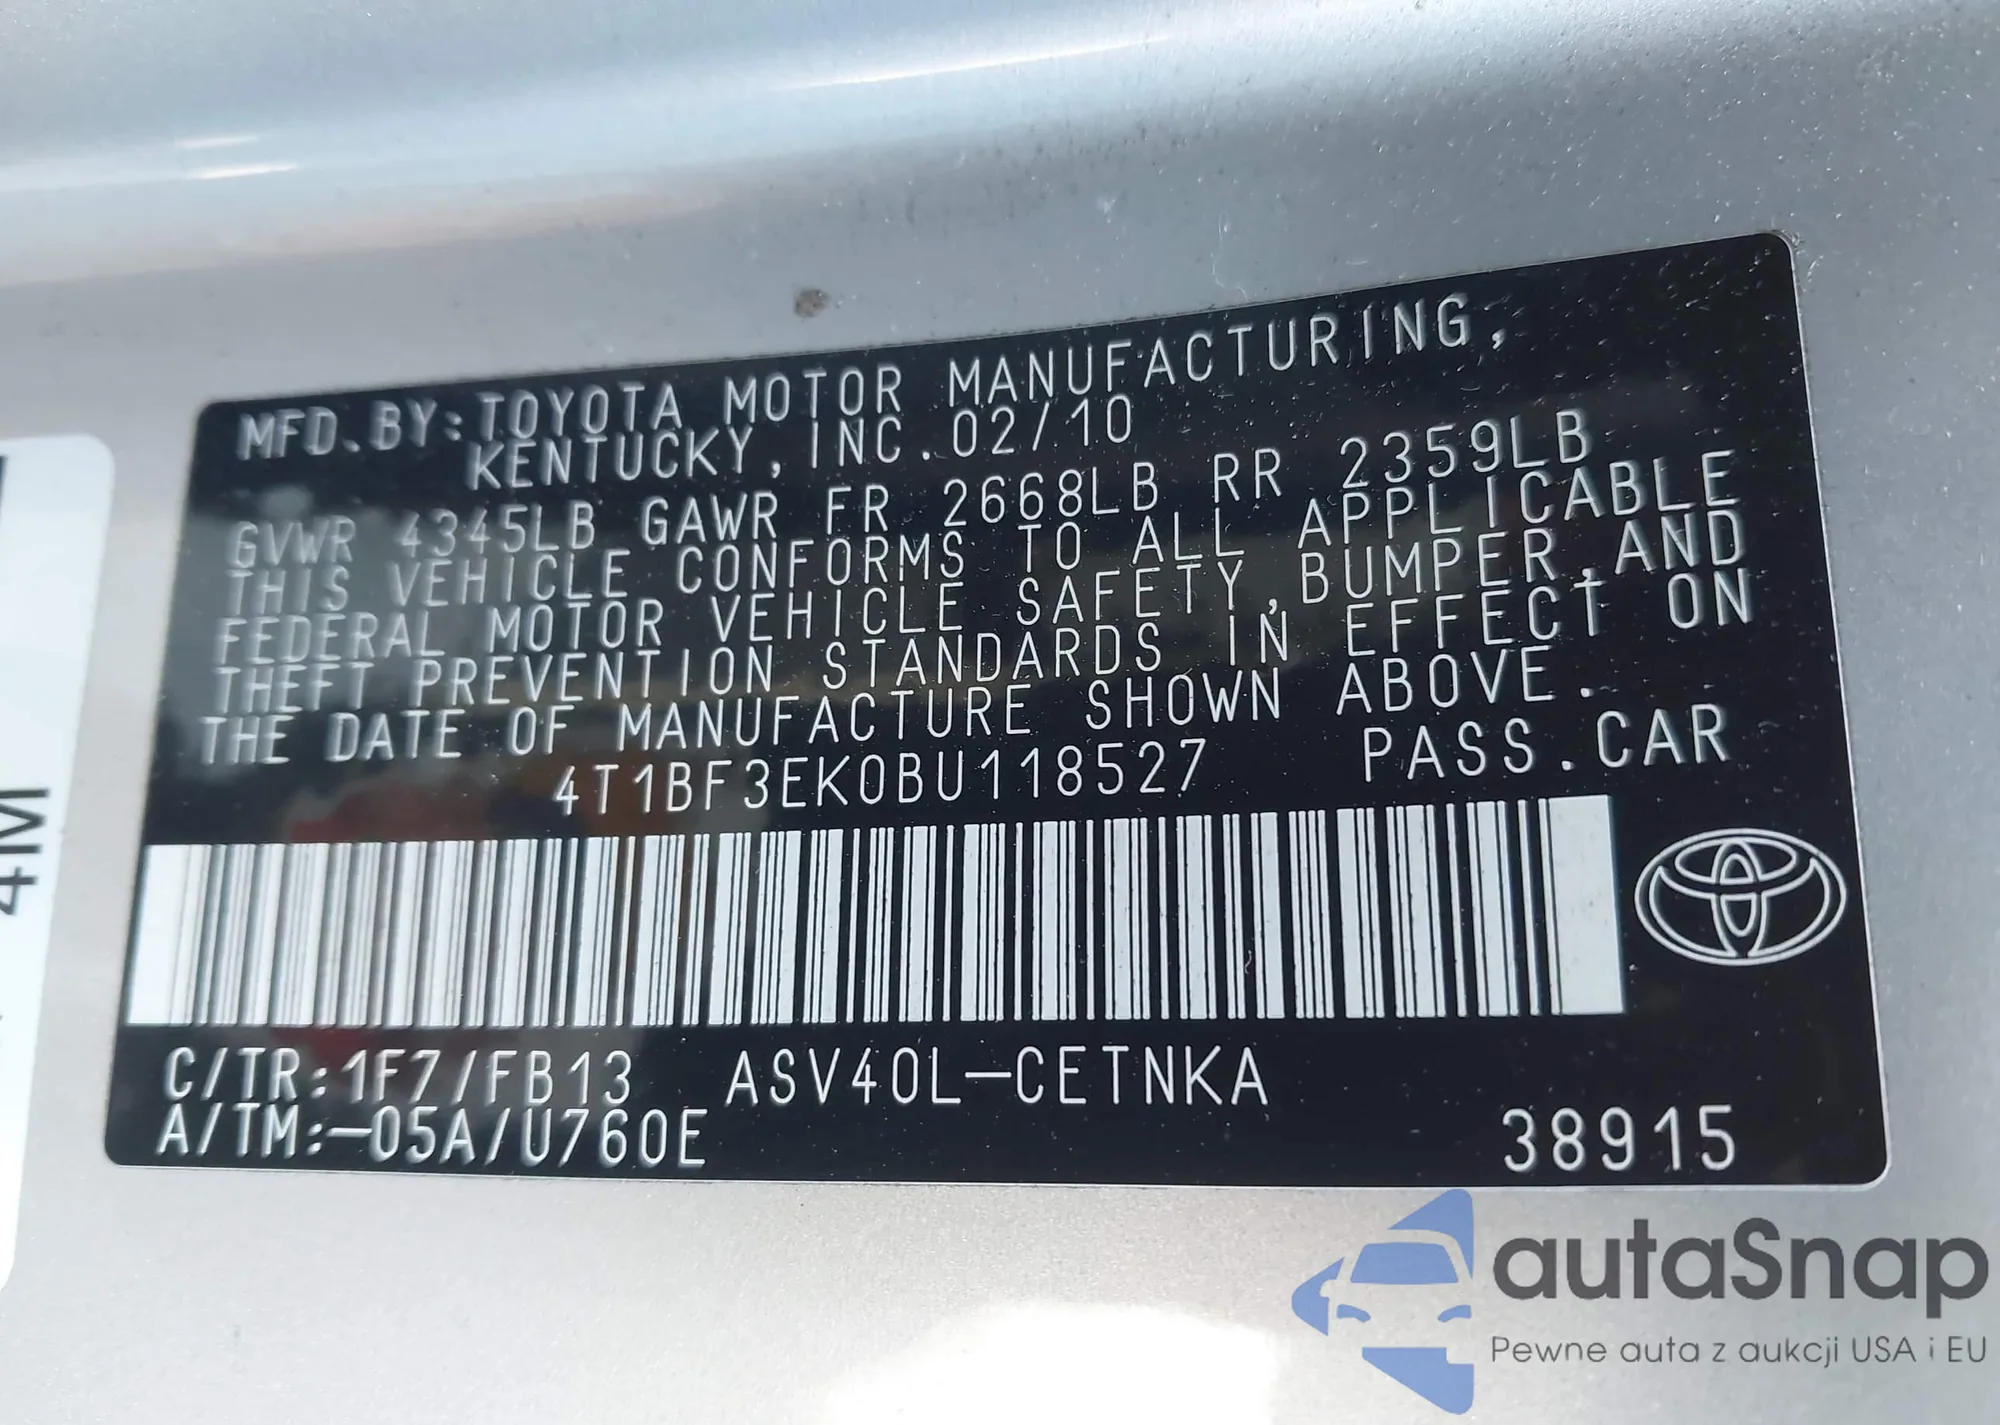 MFD.BY:TOYOTA MOTOR MANUFACTURING,
KENTUCKY, INC.02/10
GVWR 4345LB GAWR FR 2668LB RR 2359LB
THIS VEHICLE CONFORMS TO ALL APPLICABLE
FEDERAL MOTOR VEHICLE SAFETY,BUMPER,AND
THEFT PREVENTION STANDARDS IN EFFECT ON
THE DATE OF MANUFACTURE SHOWN ABOVE.
4T1BF3EK0BU118527 PASS.CAR
C/TR:1F7/FB13 ASV40L-CETNKA
A/TM:-05A/U760E 38915
4M
autaSnap
Pewne auta z aukcji USA i EU